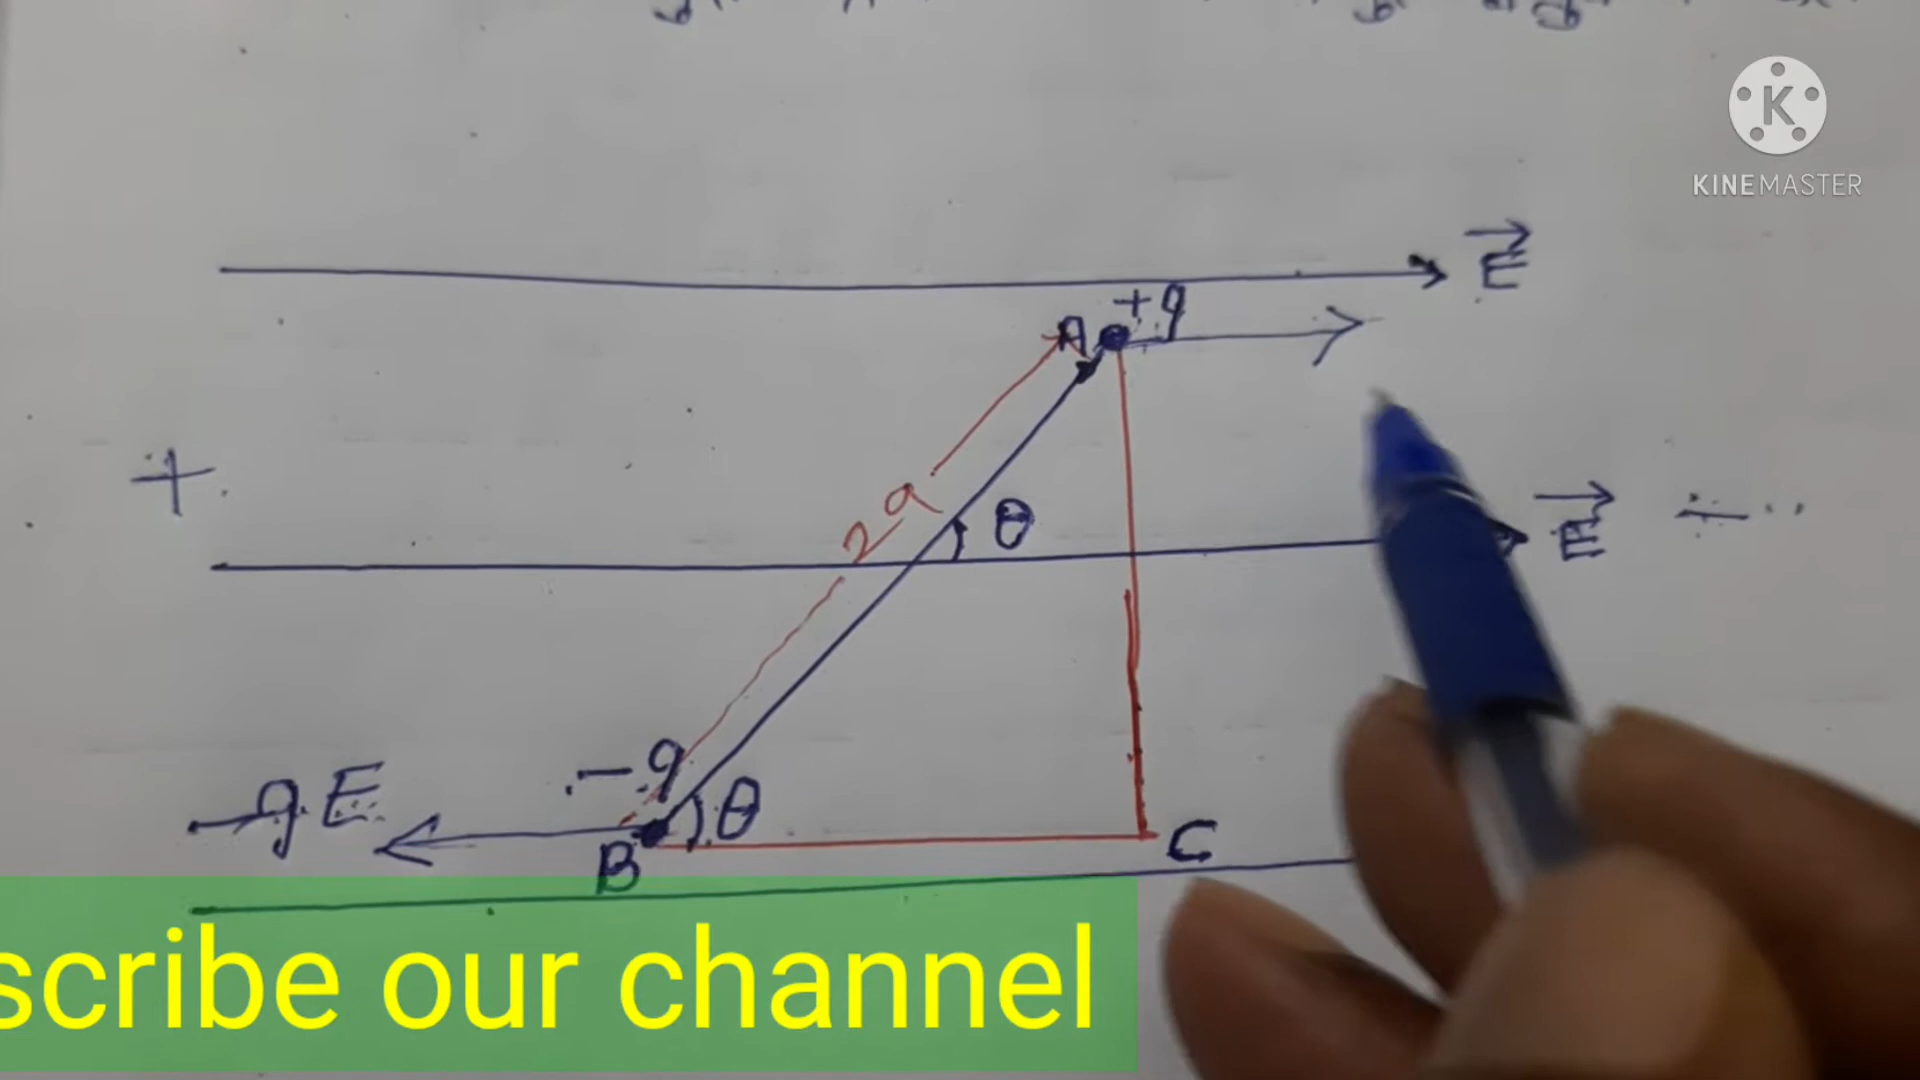 KINEMASTER
E
+q
A
2a
θ
+
E
-q
-qE
θ
B
C
scribe our channel